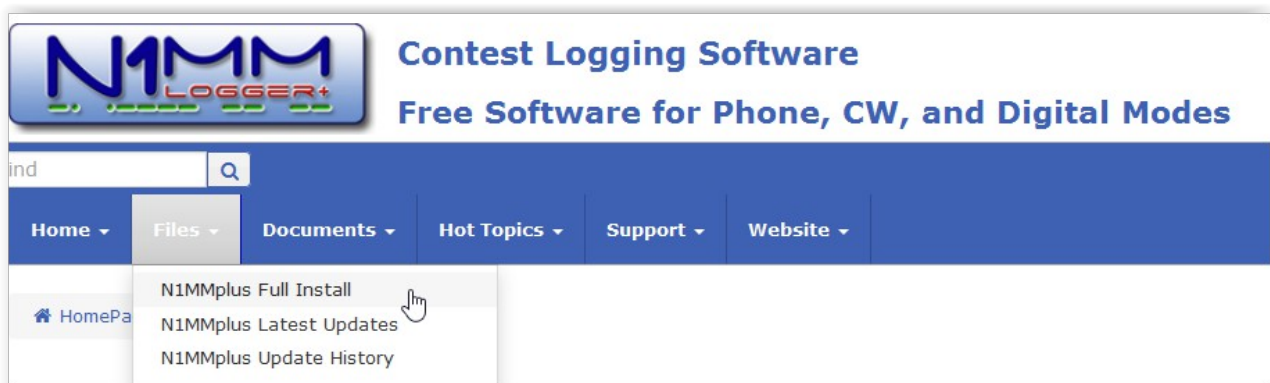 N1MM
LOGGER+
Contest Logging Software
Free Software for Phone, CW, and Digital Modes
ind
Home Files Documents Hot Topics Support Website
N1MMplus Full Install
HomePa
N1MMplus Latest Updates
N1MMplus Update History